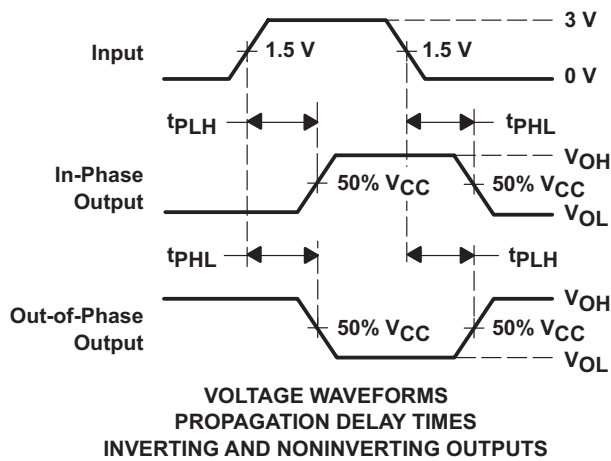 3 V
Input
1.5 V
1.5 V
0 V
tPLH
tPHL
In-Phase
Output
VOH
50% VCC
50% VCC
VOL
tPHL
tPLH
Out-of-Phase
Output
VOH
50% VCC
50% VCC
VOL
VOLTAGE WAVEFORMS
PROPAGATION DELAY TIMES
INVERTING AND NONINVERTING OUTPUTS